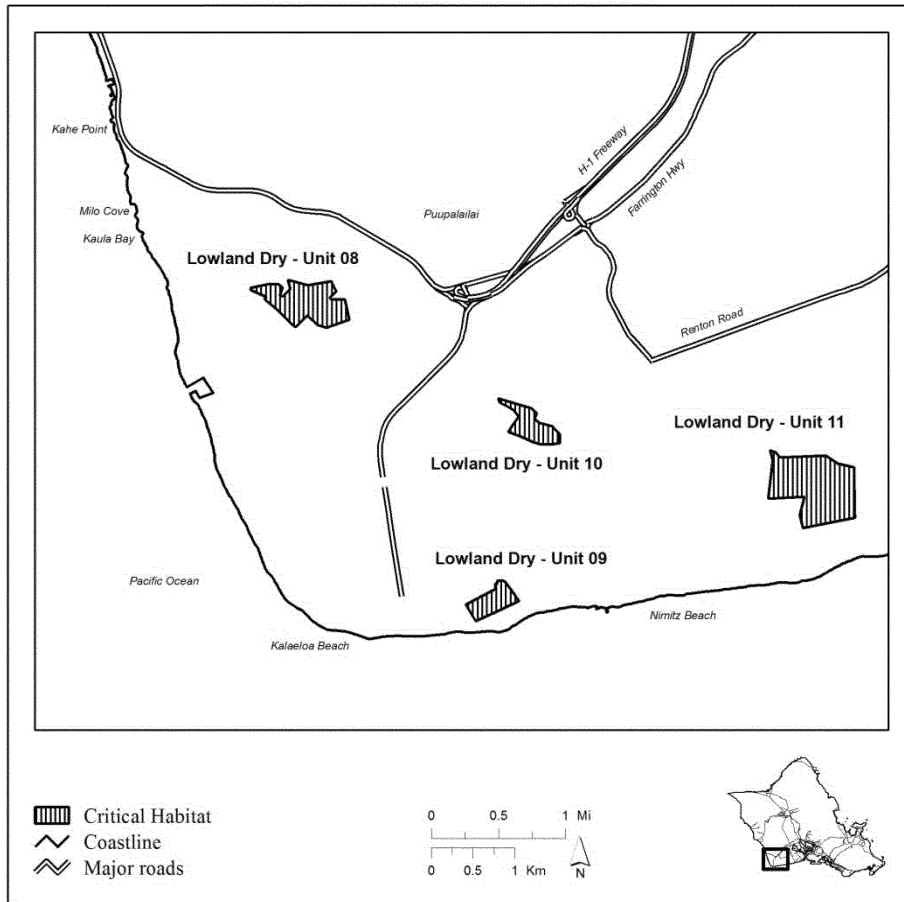 Kahe Point
H-1 Freeway
Farrington Hwy
Milo Cove
Puupalailai
Kaula Bay
Lowland Dry - Unit 08
Renton Road
Lowland Dry - Unit 11
Lowland Dry - Unit 10
Lowland Dry - Unit 09
Pacific Ocean
Nimitz Beach
Kalaeloa Beach
Critical Habitat
Coastline
Major roads
0 0.5 1 Mi
0 0.5 1 Km
N